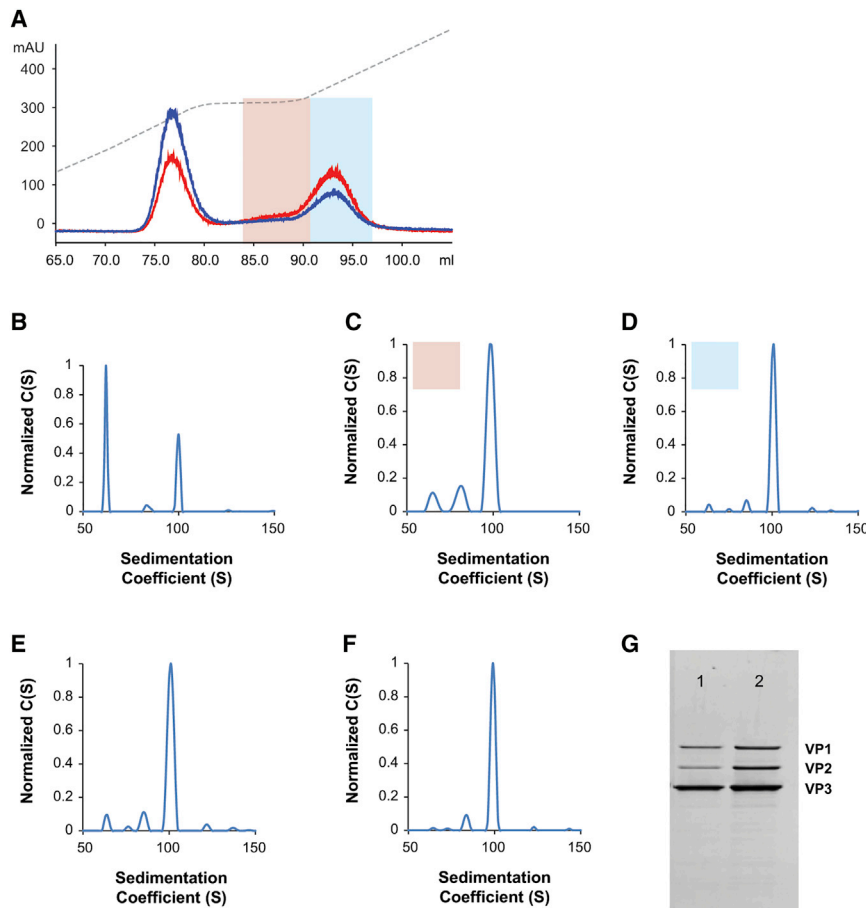 A
mAU
400
300
200
100
0
65.0 70.0 75.0 80.0 85.0 90.0 95.0 100.0 ml
B
Normalized C(S)
1
0.8
0.6
0.4
0.2
0
50 100 150
Sedimentation
Coefficient (S)
C
Normalized C(S)
1
0.8
0.6
0.4
0.2
0
50 100 150
Sedimentation
Coefficient (S)
D
Normalized C(S)
1
0.8
0.6
0.4
0.2
0
50 100 150
Sedimentation
Coefficient (S)
E
Normalized C(S)
1
0.8
0.6
0.4
0.2
0
50 100 150
Sedimentation
Coefficient (S)
F
Normalized C(S)
1
0.8
0.6
0.4
0.2
0
50 100 150
Sedimentation
Coefficient (S)
G
1 2
VP1
VP2
VP3